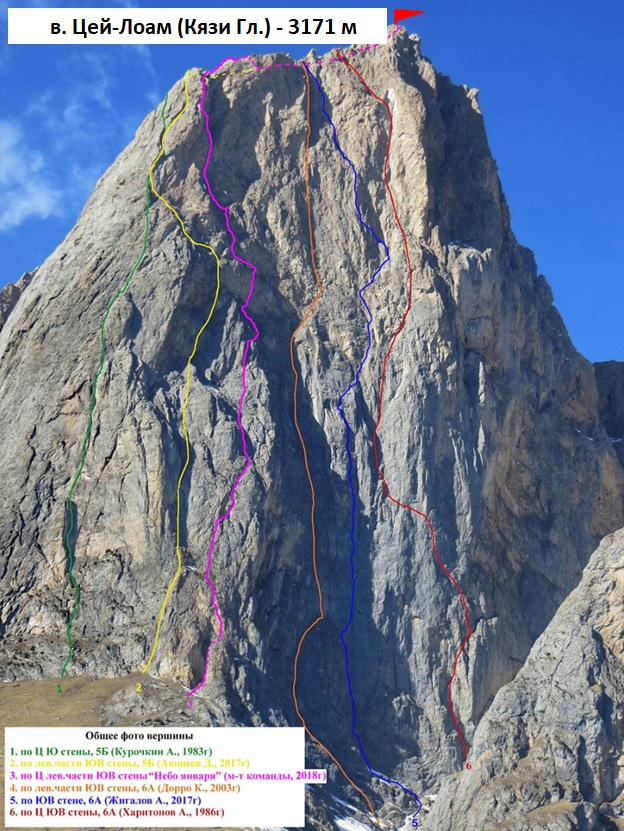 в. Цей-Лоам (Кязи Гл.) - 3171 м
1
2
3
4
5
6
Общее фото вершины
1. по Ц Ю стены, 5Б (Курочкин А., 1983г)
2. по лев.части ЮВ стены, 5Б (Аюшеев Д., 2017г)
3. по Ц лев.части ЮВ стены "Небо января" (м-т команды, 2018г)
4. по лев.части ЮВ стены, 6А (Дорро К., 2003г)
5. по ЮВ стене, 6А (Жигалов А., 2017г)
6. по Ц ЮВ стены, 6А (Харитонов А., 1986г)